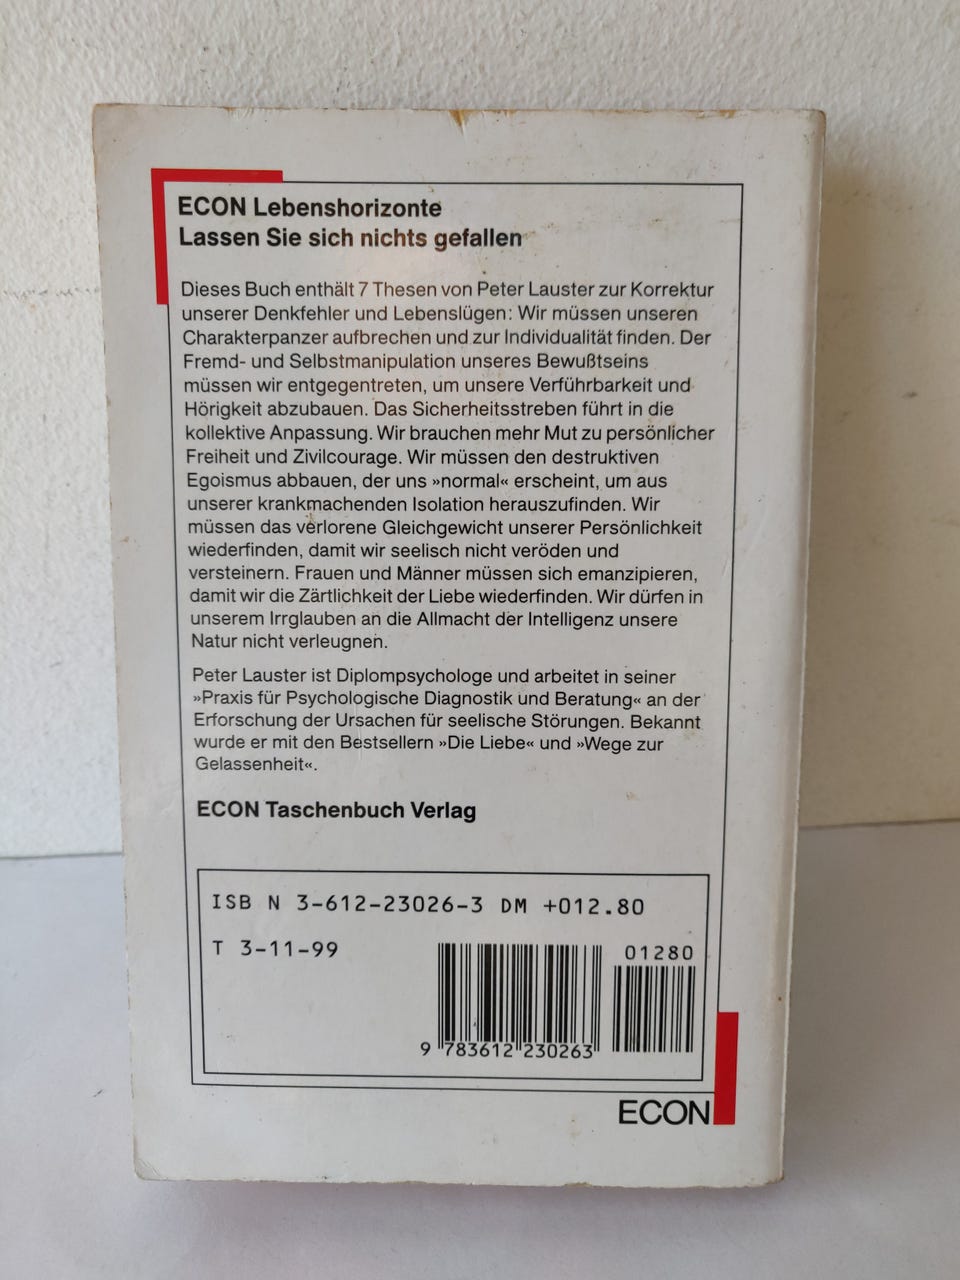 ECON Lebenshorizonte
Lassen Sie sich nichts gefallen
Dieses Buch enthält 7 Thesen von Peter Lauster zur Korrektur
unserer Denkfehler und Lebenslügen: Wir müssen unseren
Charakterpanzer aufbrechen und zur Individualität finden. Der
Fremd- und Selbstmanipulation unseres Bewußtseins
müssen wir entgegentreten, um unsere Verführbarkeit und
Hörigkeit abzubauen. Das Sicherheitsstreben führt in die
kollektive Anpassung. Wir brauchen mehr Mut zu persönlicher
Freiheit und Zivilcourage. Wir müssen den destruktiven
Egoismus abbauen, der uns »normal« erscheint, um aus
unserer krankmachenden Isolation herauszufinden. Wir
müssen das verlorene Gleichgewicht unserer Persönlichkeit
wiederfinden, damit wir seelisch nicht veröden und
versteinern. Frauen und Männer müssen sich emanzipieren,
damit wir die Zärtlichkeit der Liebe wiederfinden. Wir dürfen in
unserem Irrglauben an die Allmacht der Intelligenz unsere
Natur nicht verleugnen.
Peter Lauster ist Diplompsychologe und arbeitet in seiner
»Praxis für Psychologische Diagnostik und Beratung« an der
Erforschung der Ursachen für seelische Störungen. Bekannt
wurde er mit den Bestsellern »Die Liebe« und »Wege zur
Gelassenheit«.
ECON Taschenbuch Verlag
ISB N 3-612-23026-3 DM +012.80
T 3-11-99
01280
9 783612 230263
ECON